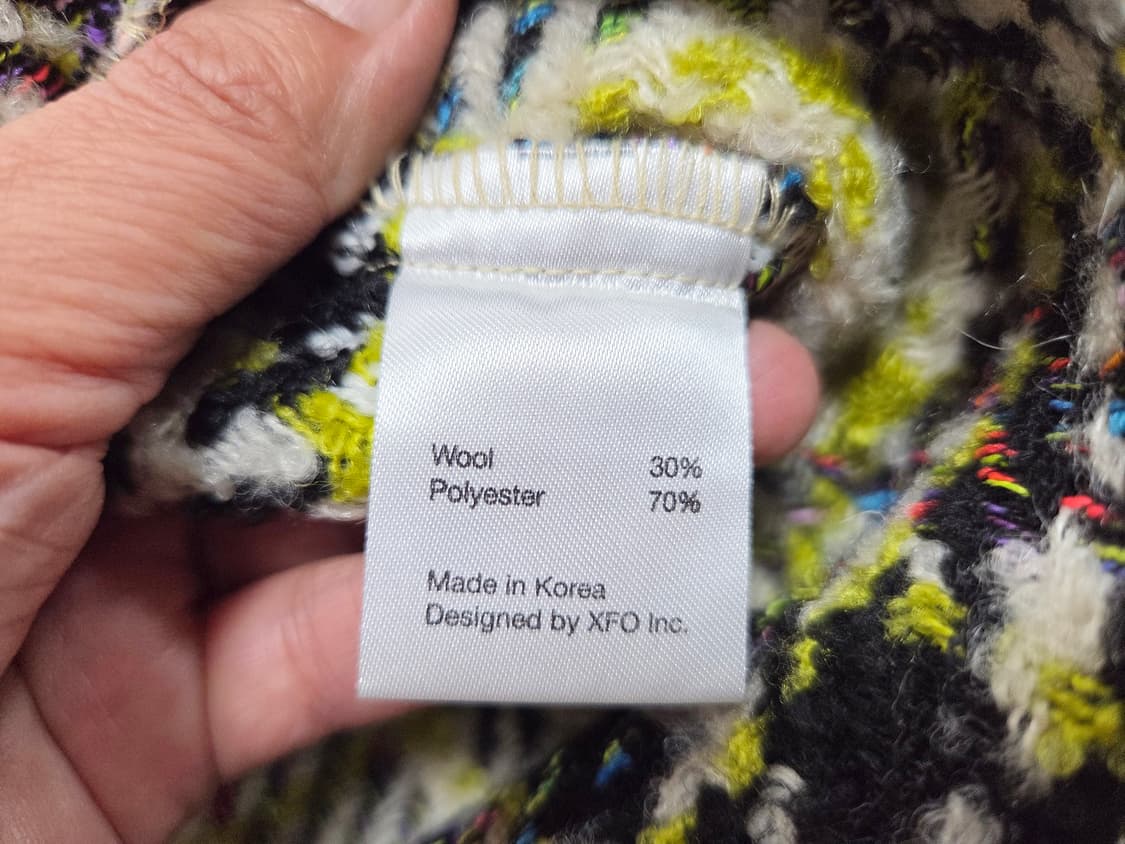 Wool 30%
Polyester 70%
Made in Korea
Designed by XFO Inc.